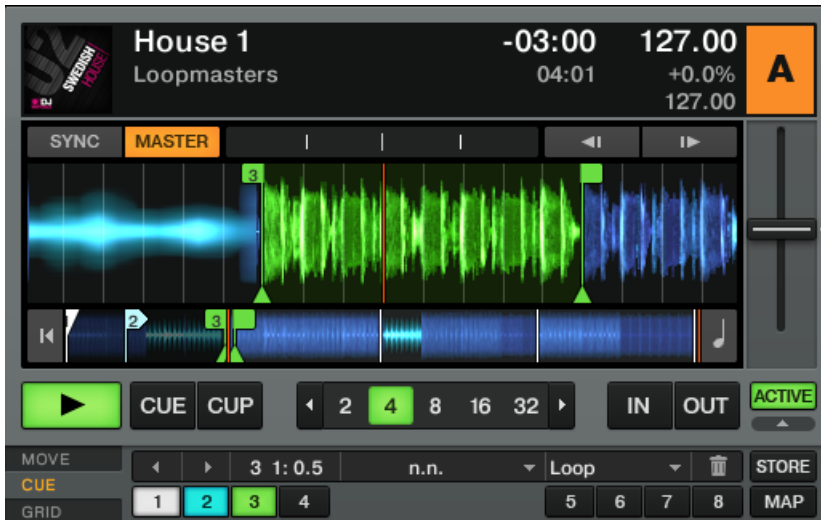 House 1 -03:00 127.00
Loopmasters 04:01 +0.0%
127.00
A
SWEDISH
HOUSE
DJ
SYNC MASTER
3
2 3
CUE CUP 2 4 8 16 32 IN OUT ACTIVE
MOVE
CUE
GRID
3 1: 0.5 n.n. Loop STORE
1 2 3 4 5 6 7 8 MAP